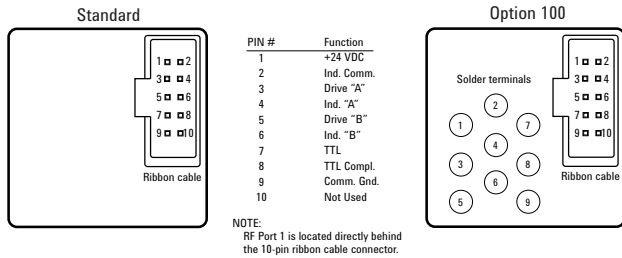 Standard
1 2
3 4
5 6
7 8
9 10
Ribbon cable
PIN # Function
1 +24 VDC
2 Ind. Comm.
3 Drive “A”
4 Ind. “A”
5 Drive “B”
6 Ind. “B”
7 TTL
8 TTL Compl.
9 Comm. Gnd.
10 Not Used
NOTE:
RF Port 1 is located directly behind
the 10-pin ribbon cable connector.
Option 100
Solder terminals
2
1 7
4
3 8
6
5 9
1 2
3 4
5 6
7 8
9 10
Ribbon cable